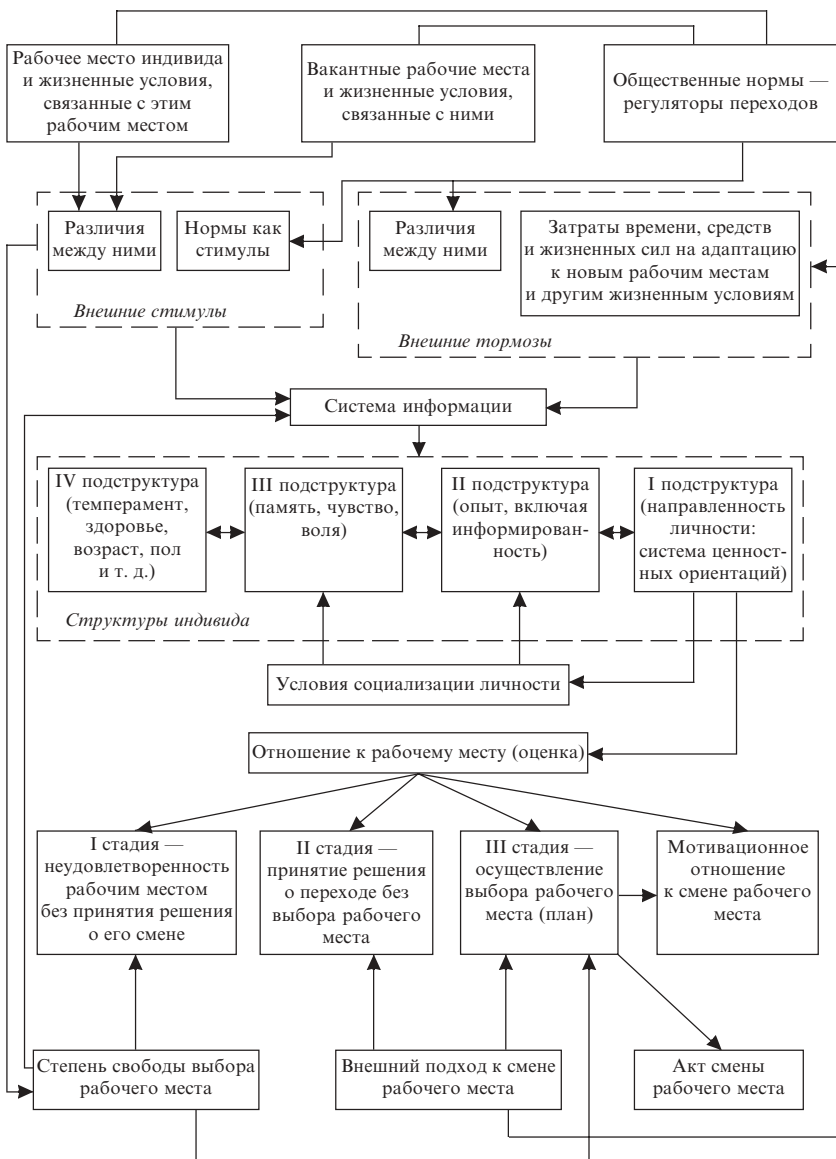 Рабочее место индивида
и жизненные условия,
связанные с этим
рабочим местом
Вакантные рабочие места
и жизненные условия,
связанные с ними
Общественные нормы —
регуляторы переходов
Различия
между ними
Нормы как
стимулы
Внешние стимулы
Различия
между ними
Затраты времени, средств
и жизненных сил на адаптацию
к новым рабочим местам
и другим жизненным условиям
Внешние тормозы
Система информации
IV подструктура
(темперамент,
здоровье,
возраст, пол
и т. д.)
III подструктура
(память, чувство,
воля)
II подструктура
(опыт, включая
информирован-
ность)
I подструктура
(направленность
личности:
система ценност-
ных ориентаций)
Структуры индивида
Условия социализации личности
Отношение к рабочему месту (оценка)
I стадия —
неудовлетворенность
рабочим местом
без принятия решения
о его смене
II стадия —
принятие решения
о переходе без
выбора рабочего
места
III стадия —
осуществление
выбора рабочего
места (план)
Мотивационное
отношение
к смене рабочего
места
Степень свободы выбора
рабочего места
Внешний подход к смене
рабочего места
Акт смены
рабочего места